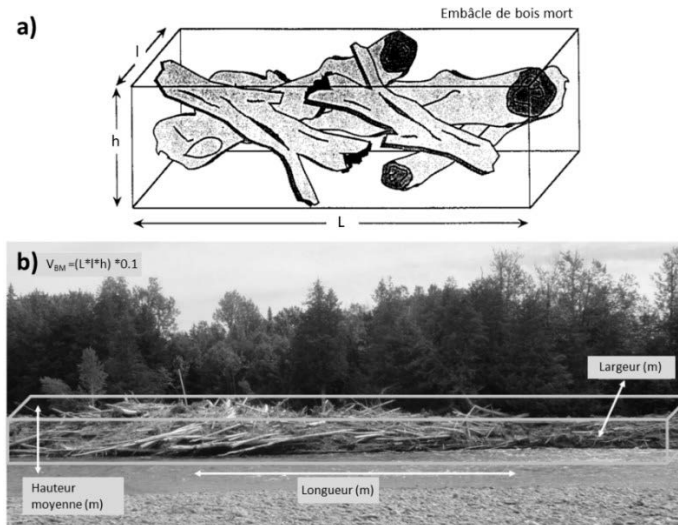 Embâcle de bois mort
a)
l
h
L
b)
V_BM =(L*l*h) *0.1
Largeur (m)
Hauteur
moyenne (m)
Longueur (m)